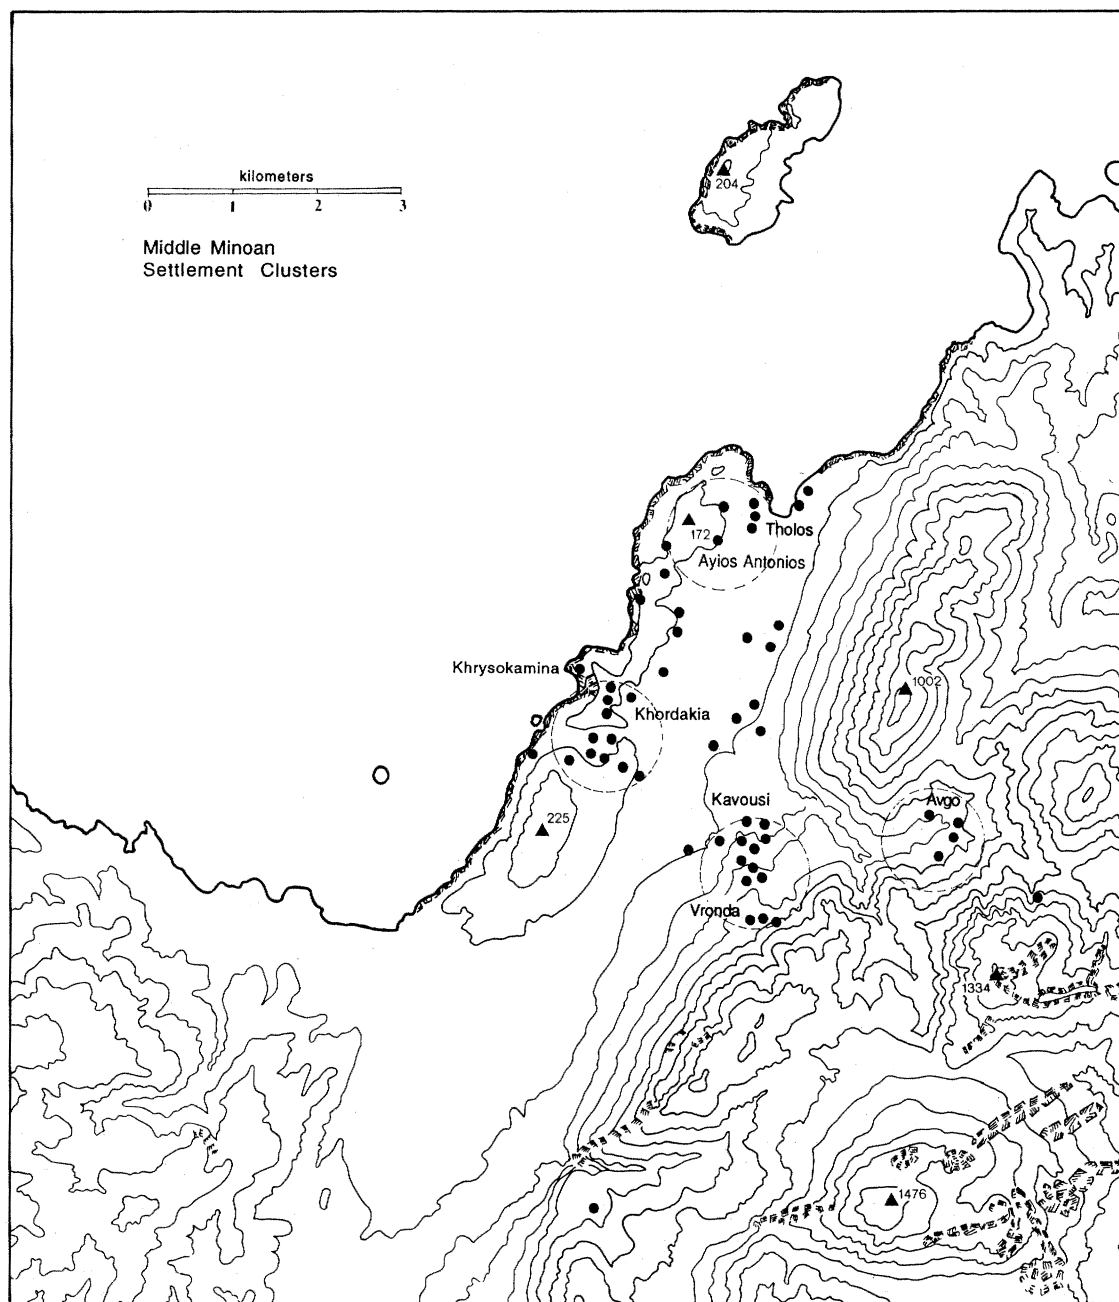 kilometers
0 1 2 3
Middle Minoan
Settlement Clusters
204
172
Tholos
Ayios Antonios
Khrysokamina
1002
Khordakia
Kavousi
Avgo
225
Vronda
1334
1476